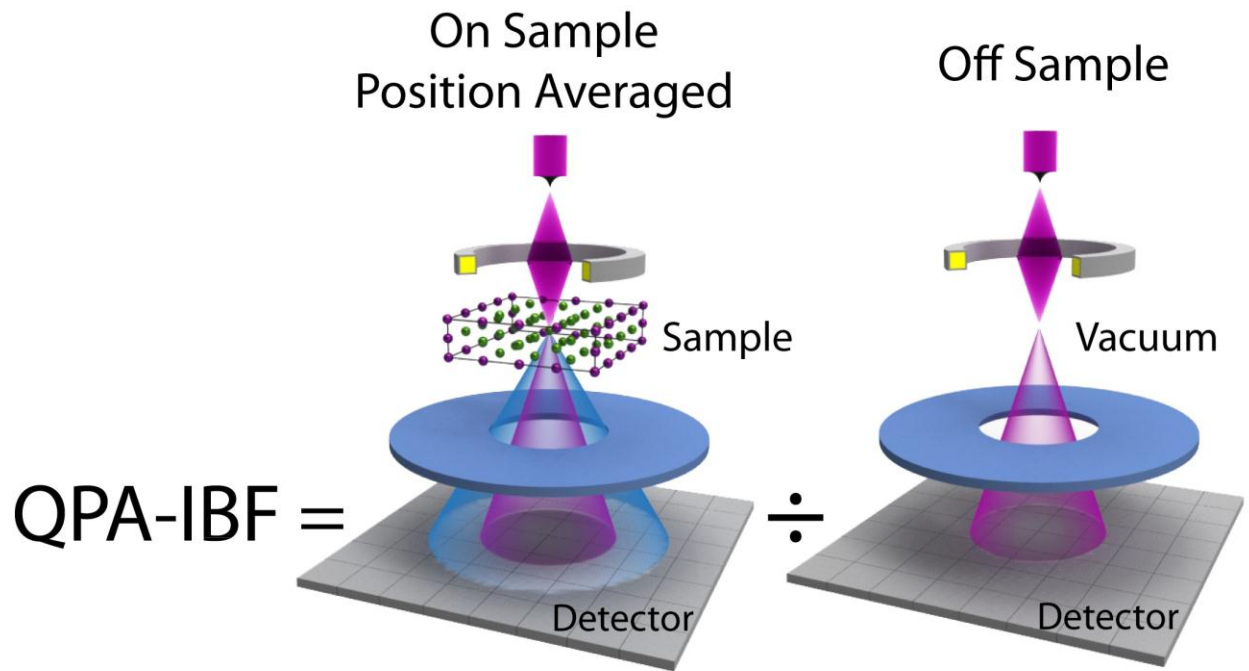 On Sample
Position Averaged
Off Sample
Sample
Vacuum
QPA-IBF = ÷
Detector
Detector